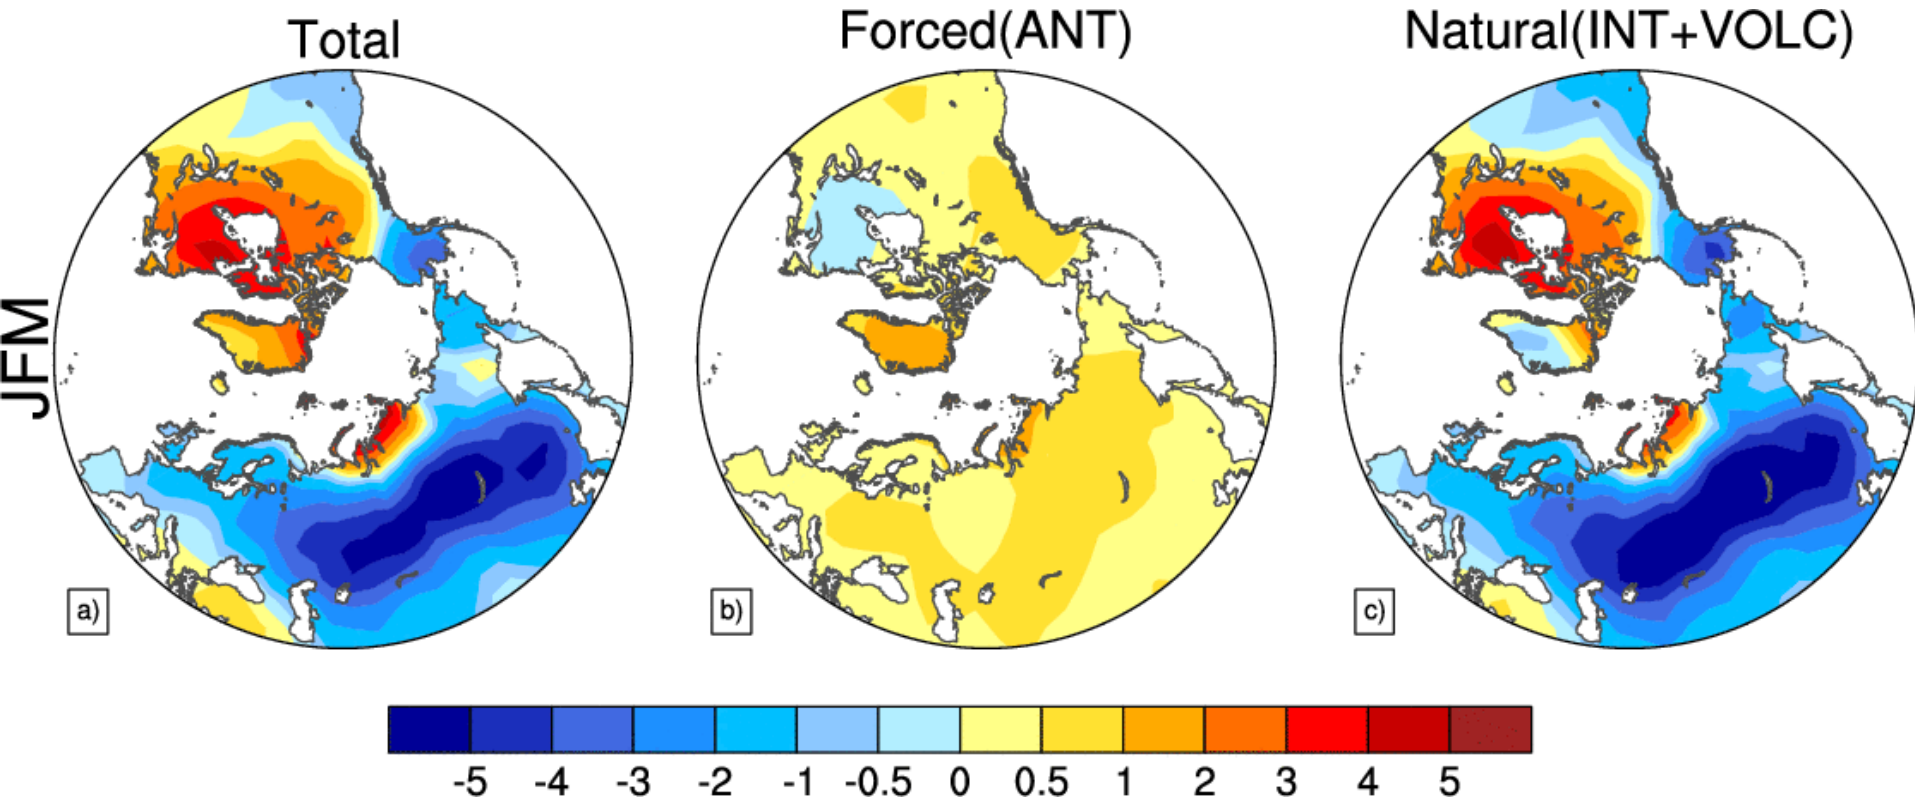 Total
Forced(ANT)
Natural(INT+VOLC)
JFM
a)
b)
c)
-5 -4 -3 -2 -1 -0.5 0 0.5 1 2 3 4 5